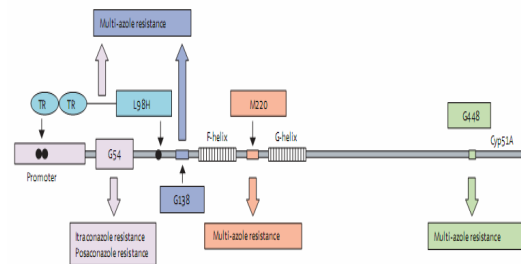 Multi-azole resistance
TR
TR
L98H
M220
G448
F-helix
G-helix
Cyp51A
G54
Promoter
G138
Itraconazole resistance
Posaconazole resistance
Multi-azole resistance
Multi-azole resistance